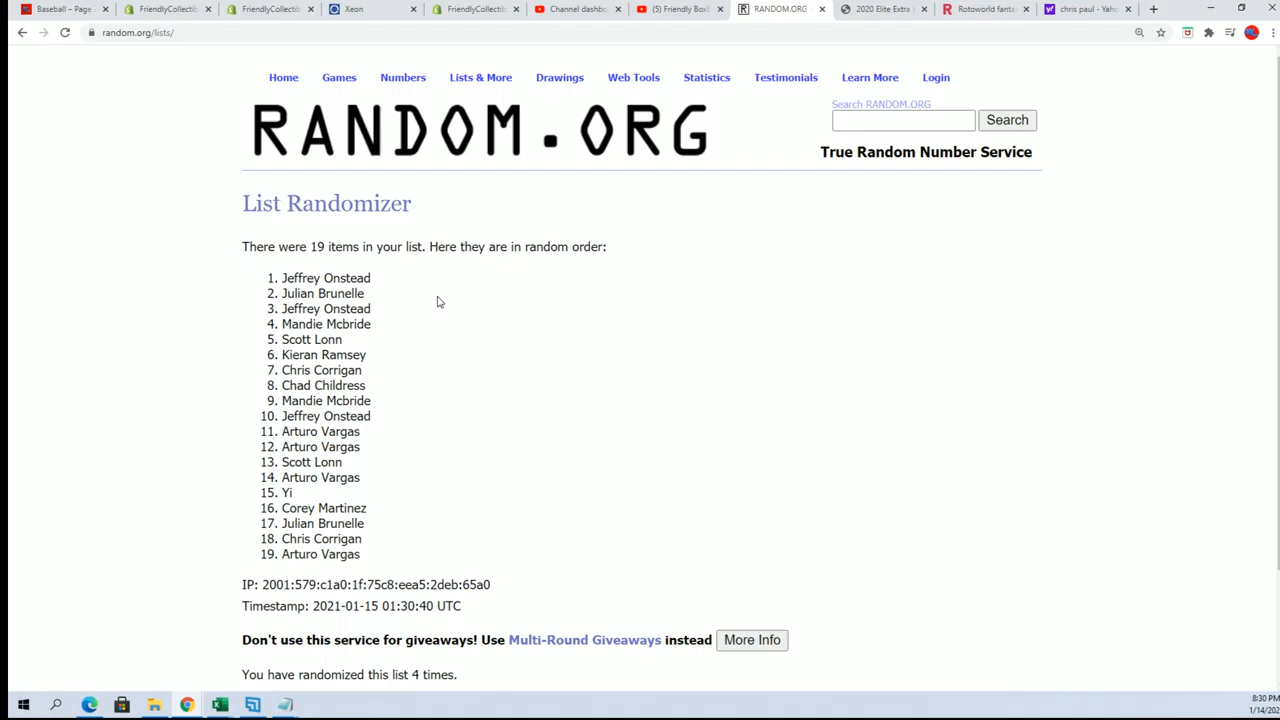 Baseball – Page
FriendlyCollectib
FriendlyCollectib
Xeon
FriendlyCollectib
Channel dashbo
(5) Friendly Box
RANDOM.ORG
2020 Elite Extra
Rotoworld fanta
chris paul - Yaho
random.org/lists/
Home Games Numbers Lists & More Drawings Web Tools Statistics Testimonials Learn More Login
RANDOM.ORG
Search RANDOM.ORG
Search
True Random Number Service
List Randomizer
There were 19 items in your list. Here they are in random order:
1. Jeffrey Onstead
2. Julian Brunelle
3. Jeffrey Onstead
4. Mandie Mcbride
5. Scott Lonn
6. Kieran Ramsey
7. Chris Corrigan
8. Chad Childress
9. Mandie Mcbride
10. Jeffrey Onstead
11. Arturo Vargas
12. Arturo Vargas
13. Scott Lonn
14. Arturo Vargas
15. Yi
16. Corey Martinez
17. Julian Brunelle
18. Chris Corrigan
19. Arturo Vargas
IP: 2001:579:c1a0:1f:75c8:eea5:2deb:65a0
Timestamp: 2021-01-15 01:30:40 UTC
Don't use this service for giveaways! Use Multi-Round Giveaways instead More Info
You have randomized this list 4 times.
8:30 PM
1/14/202